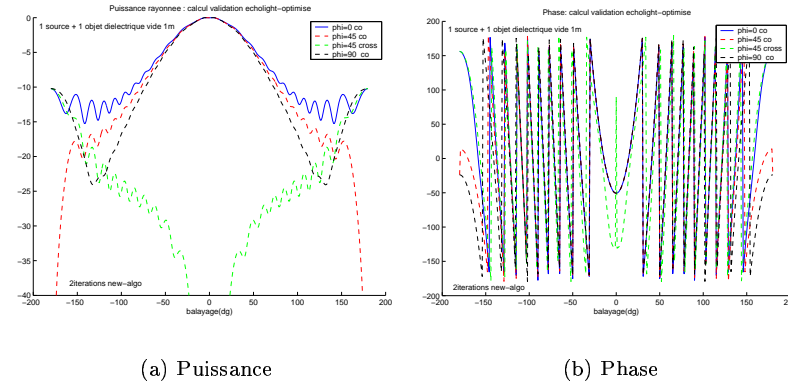 Puissance rayonnee : calcul validation echolight-optimise
1 source + 1 objet dielectrique vide 1m
phi=0 co
phi=45 co
phi=45 cross
phi=90 co
0
−5
−10
−15
−20
−25
−30
−35
−40
2iterations new−algo
−200
−150
−100
−50
0
50
100
150
200
balayage(dg)
(a) Puissance
Phase: calcul validation echolight-optimise
1 source + 1 objet dielectrique vide 1m
phi=0 co
phi=45 co
phi=45 cross
phi=90 co
200
150
100
50
0
−50
−100
−150
−200
2iterations new−algo
−200
−150
−100
−50
0
50
100
150
200
balayage(dg)
(b) Phase